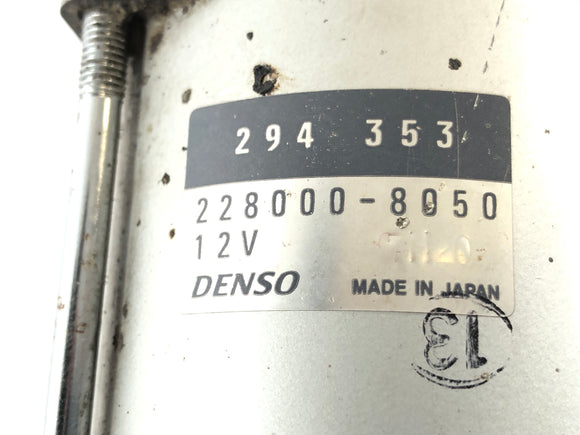 294 353
228000-8050
12V
DENSO MADE IN JAPAN
13